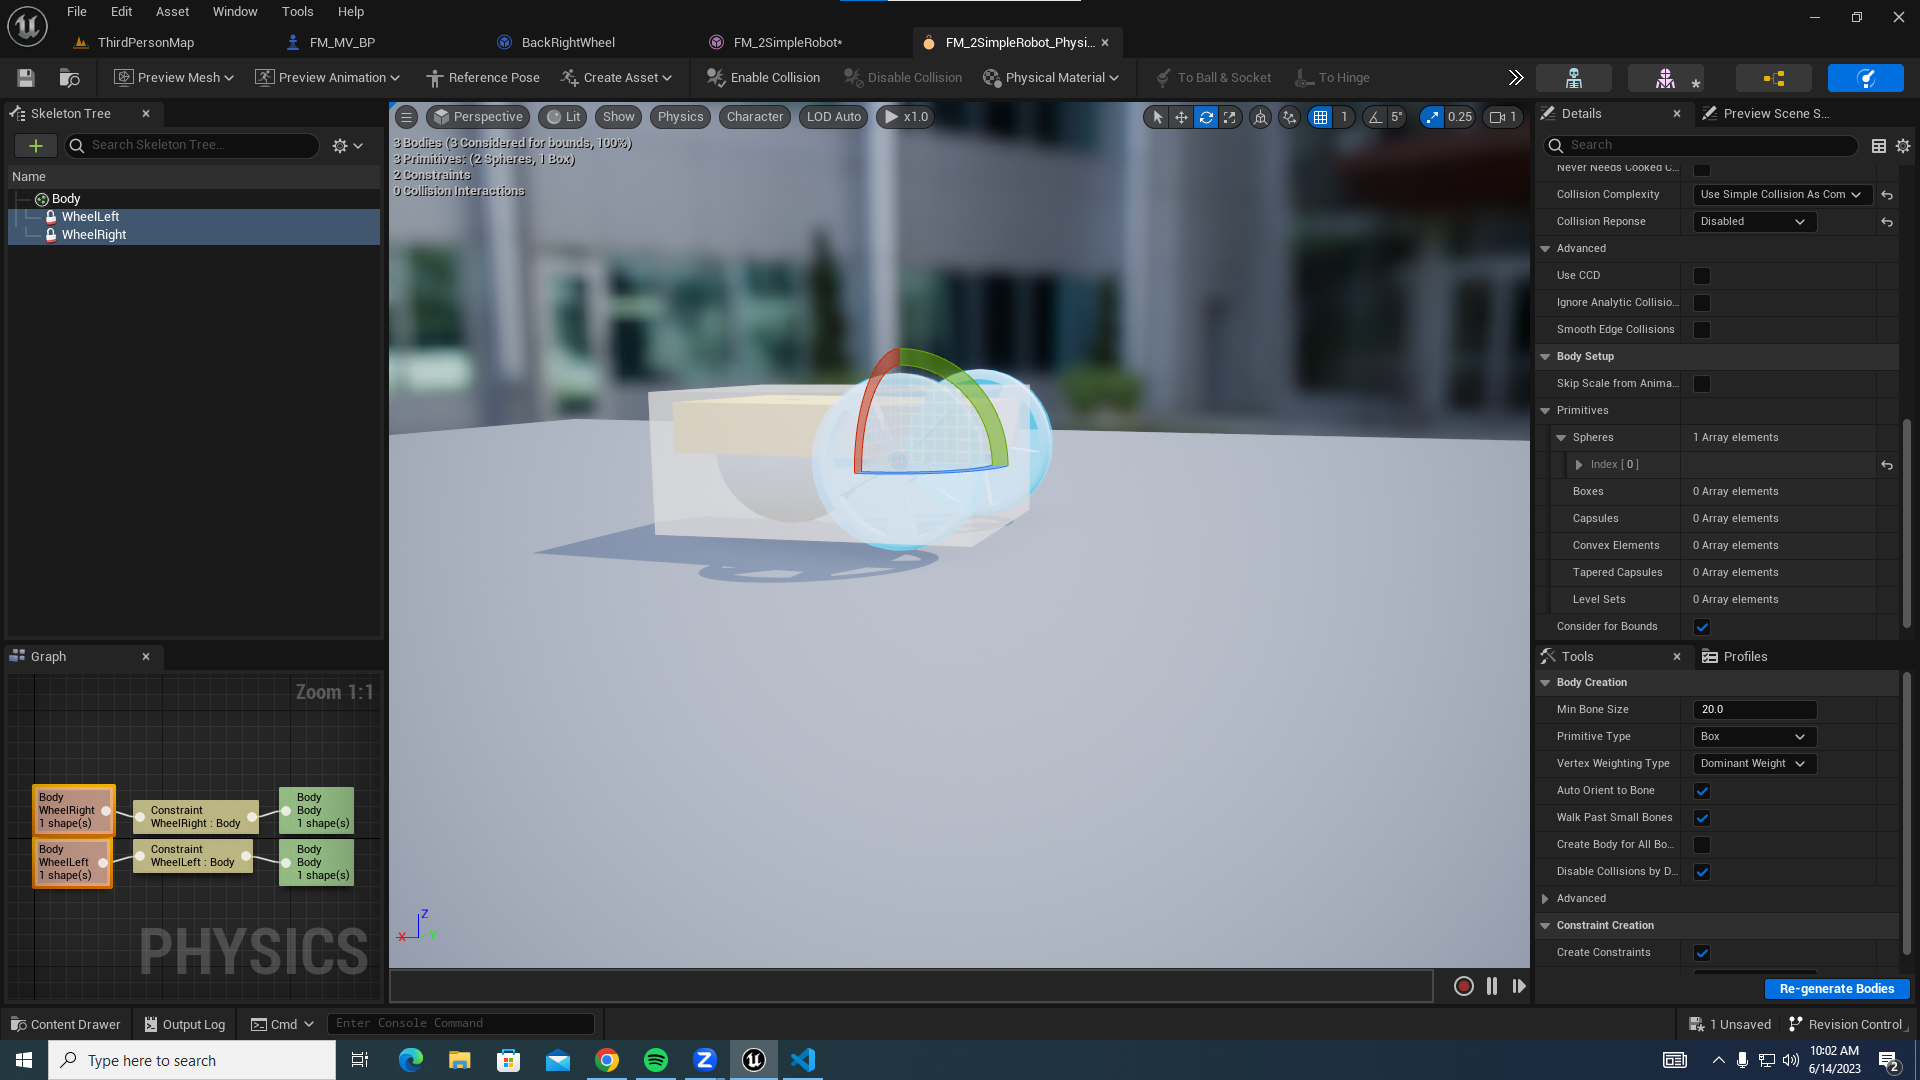 File Edit Asset Window Tools Help
ThirdPersonMap FM_MV_BP BackRightWheel FM_2SimpleRobot* FM_2SimpleRobot_Physi...
Preview Mesh Preview Animation Reference Pose Create Asset Enable Collision Disable Collision Physical Material To Ball & Socket To Hinge
Skeleton Tree
Search Skeleton Tree...
Name
Body
WheelLeft
WheelRight
Perspective Lit Show Physics Character LOD Auto x1.0 1 5° 0.25 1
3 Bodies (3 Considered for bounds, 100%)
3 Primitives: (2 Spheres, 1 Box)
2 Constraints
0 Collision Interactions
Z
X
Y
Details Preview Scene S...
Search
Never Needs Cooked C...
Collision Complexity Use Simple Collision As Com
Collision Reponse Disabled
Advanced
Use CCD
Ignore Analytic Collisio...
Smooth Edge Collisions
Body Setup
Skip Scale from Anima...
Primitives
Spheres 1 Array elements
Index [ 0 ]
Boxes 0 Array elements
Capsules 0 Array elements
Convex Elements 0 Array elements
Tapered Capsules 0 Array elements
Level Sets 0 Array elements
Consider for Bounds
Graph
Zoom 1:1
Body
WheelRight
1 shape(s)
Constraint
WheelRight : Body
Body
Body
1 shape(s)
Body
WheelLeft
1 shape(s)
Constraint
WheelLeft : Body
Body
Body
1 shape(s)
PHYSICS
Tools Profiles
Body Creation
Min Bone Size 20.0
Primitive Type Box
Vertex Weighting Type Dominant Weight
Auto Orient to Bone
Walk Past Small Bones
Create Body for All Bo...
Disable Collisions by D...
Advanced
Constraint Creation
Create Constraints
Re-generate Bodies
Content Drawer Output Log Cmd Enter Console Command 1 Unsaved Revision Control
Type here to search
10:02 AM
6/14/2023
2